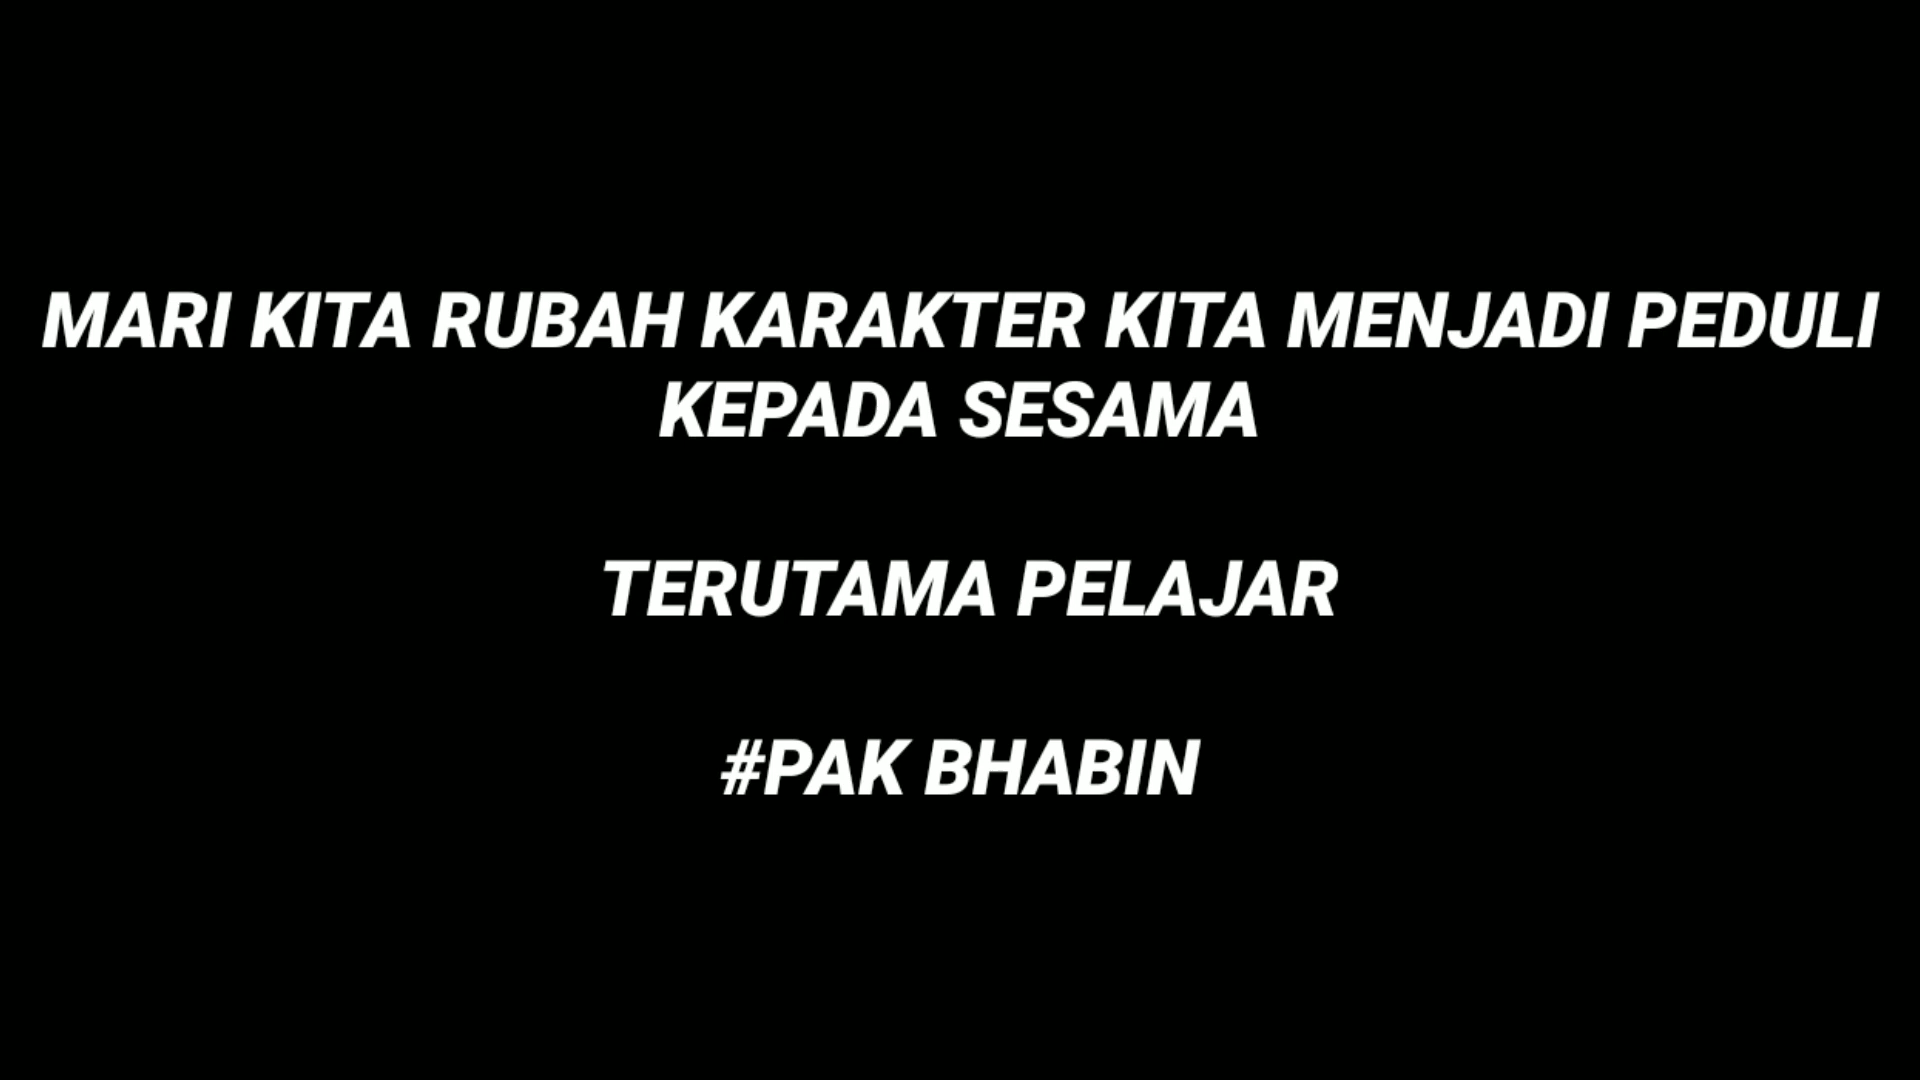 MARI KITA RUBAH KARAKTER KITA MENJADI PEDULI
KEPADA SESAMA
TERUTAMA PELAJAR
#PAK BHABIN